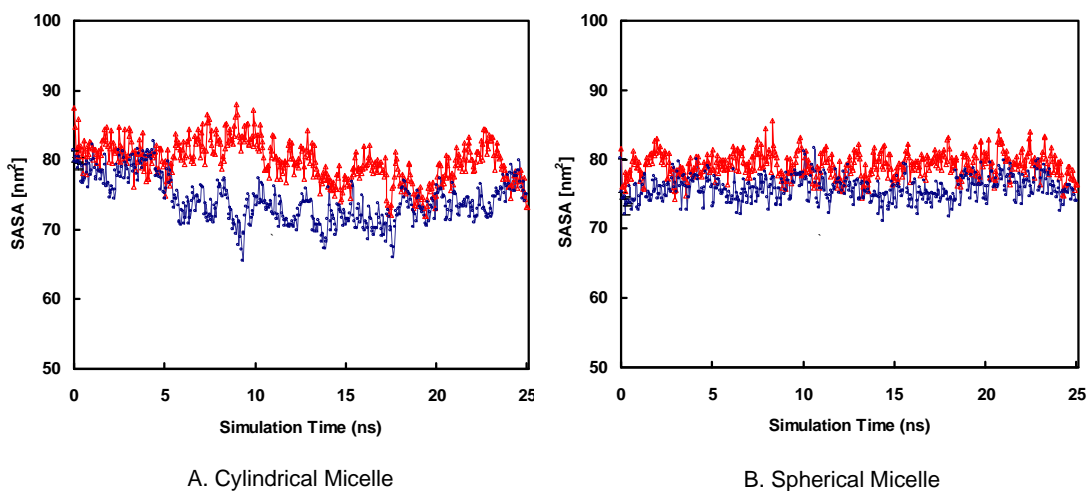 100
90
80
70
60
50
SASA [nm²]
0 5 10 15 20 25
Simulation Time (ns)
A. Cylindrical Micelle
100
90
80
70
60
50
SASA [nm²]
0 5 10 15 20 25
Simulation Time (ns)
B. Spherical Micelle